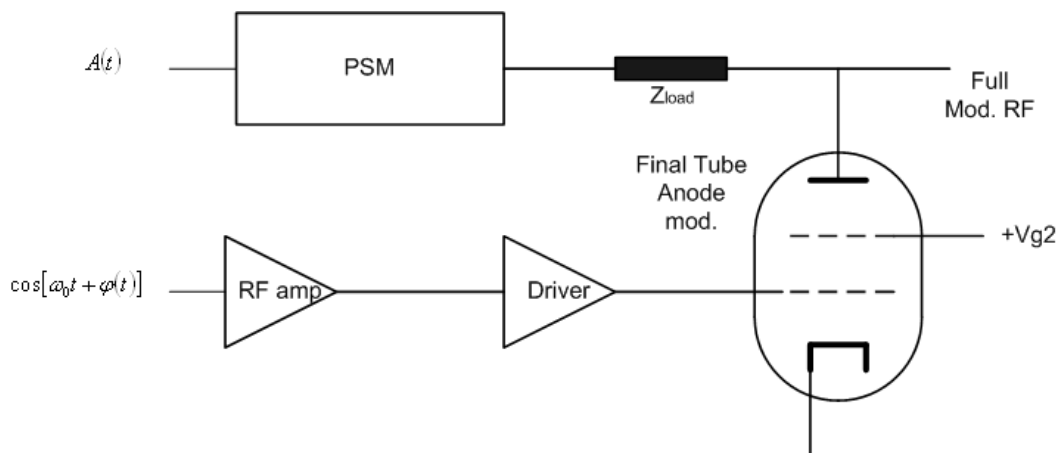 A(t)
PSM
Zload
Full
Mod. RF
Final Tube
Anode
mod.
+Vg2
cos[ω₀t + φ(t)]
RF amp
Driver